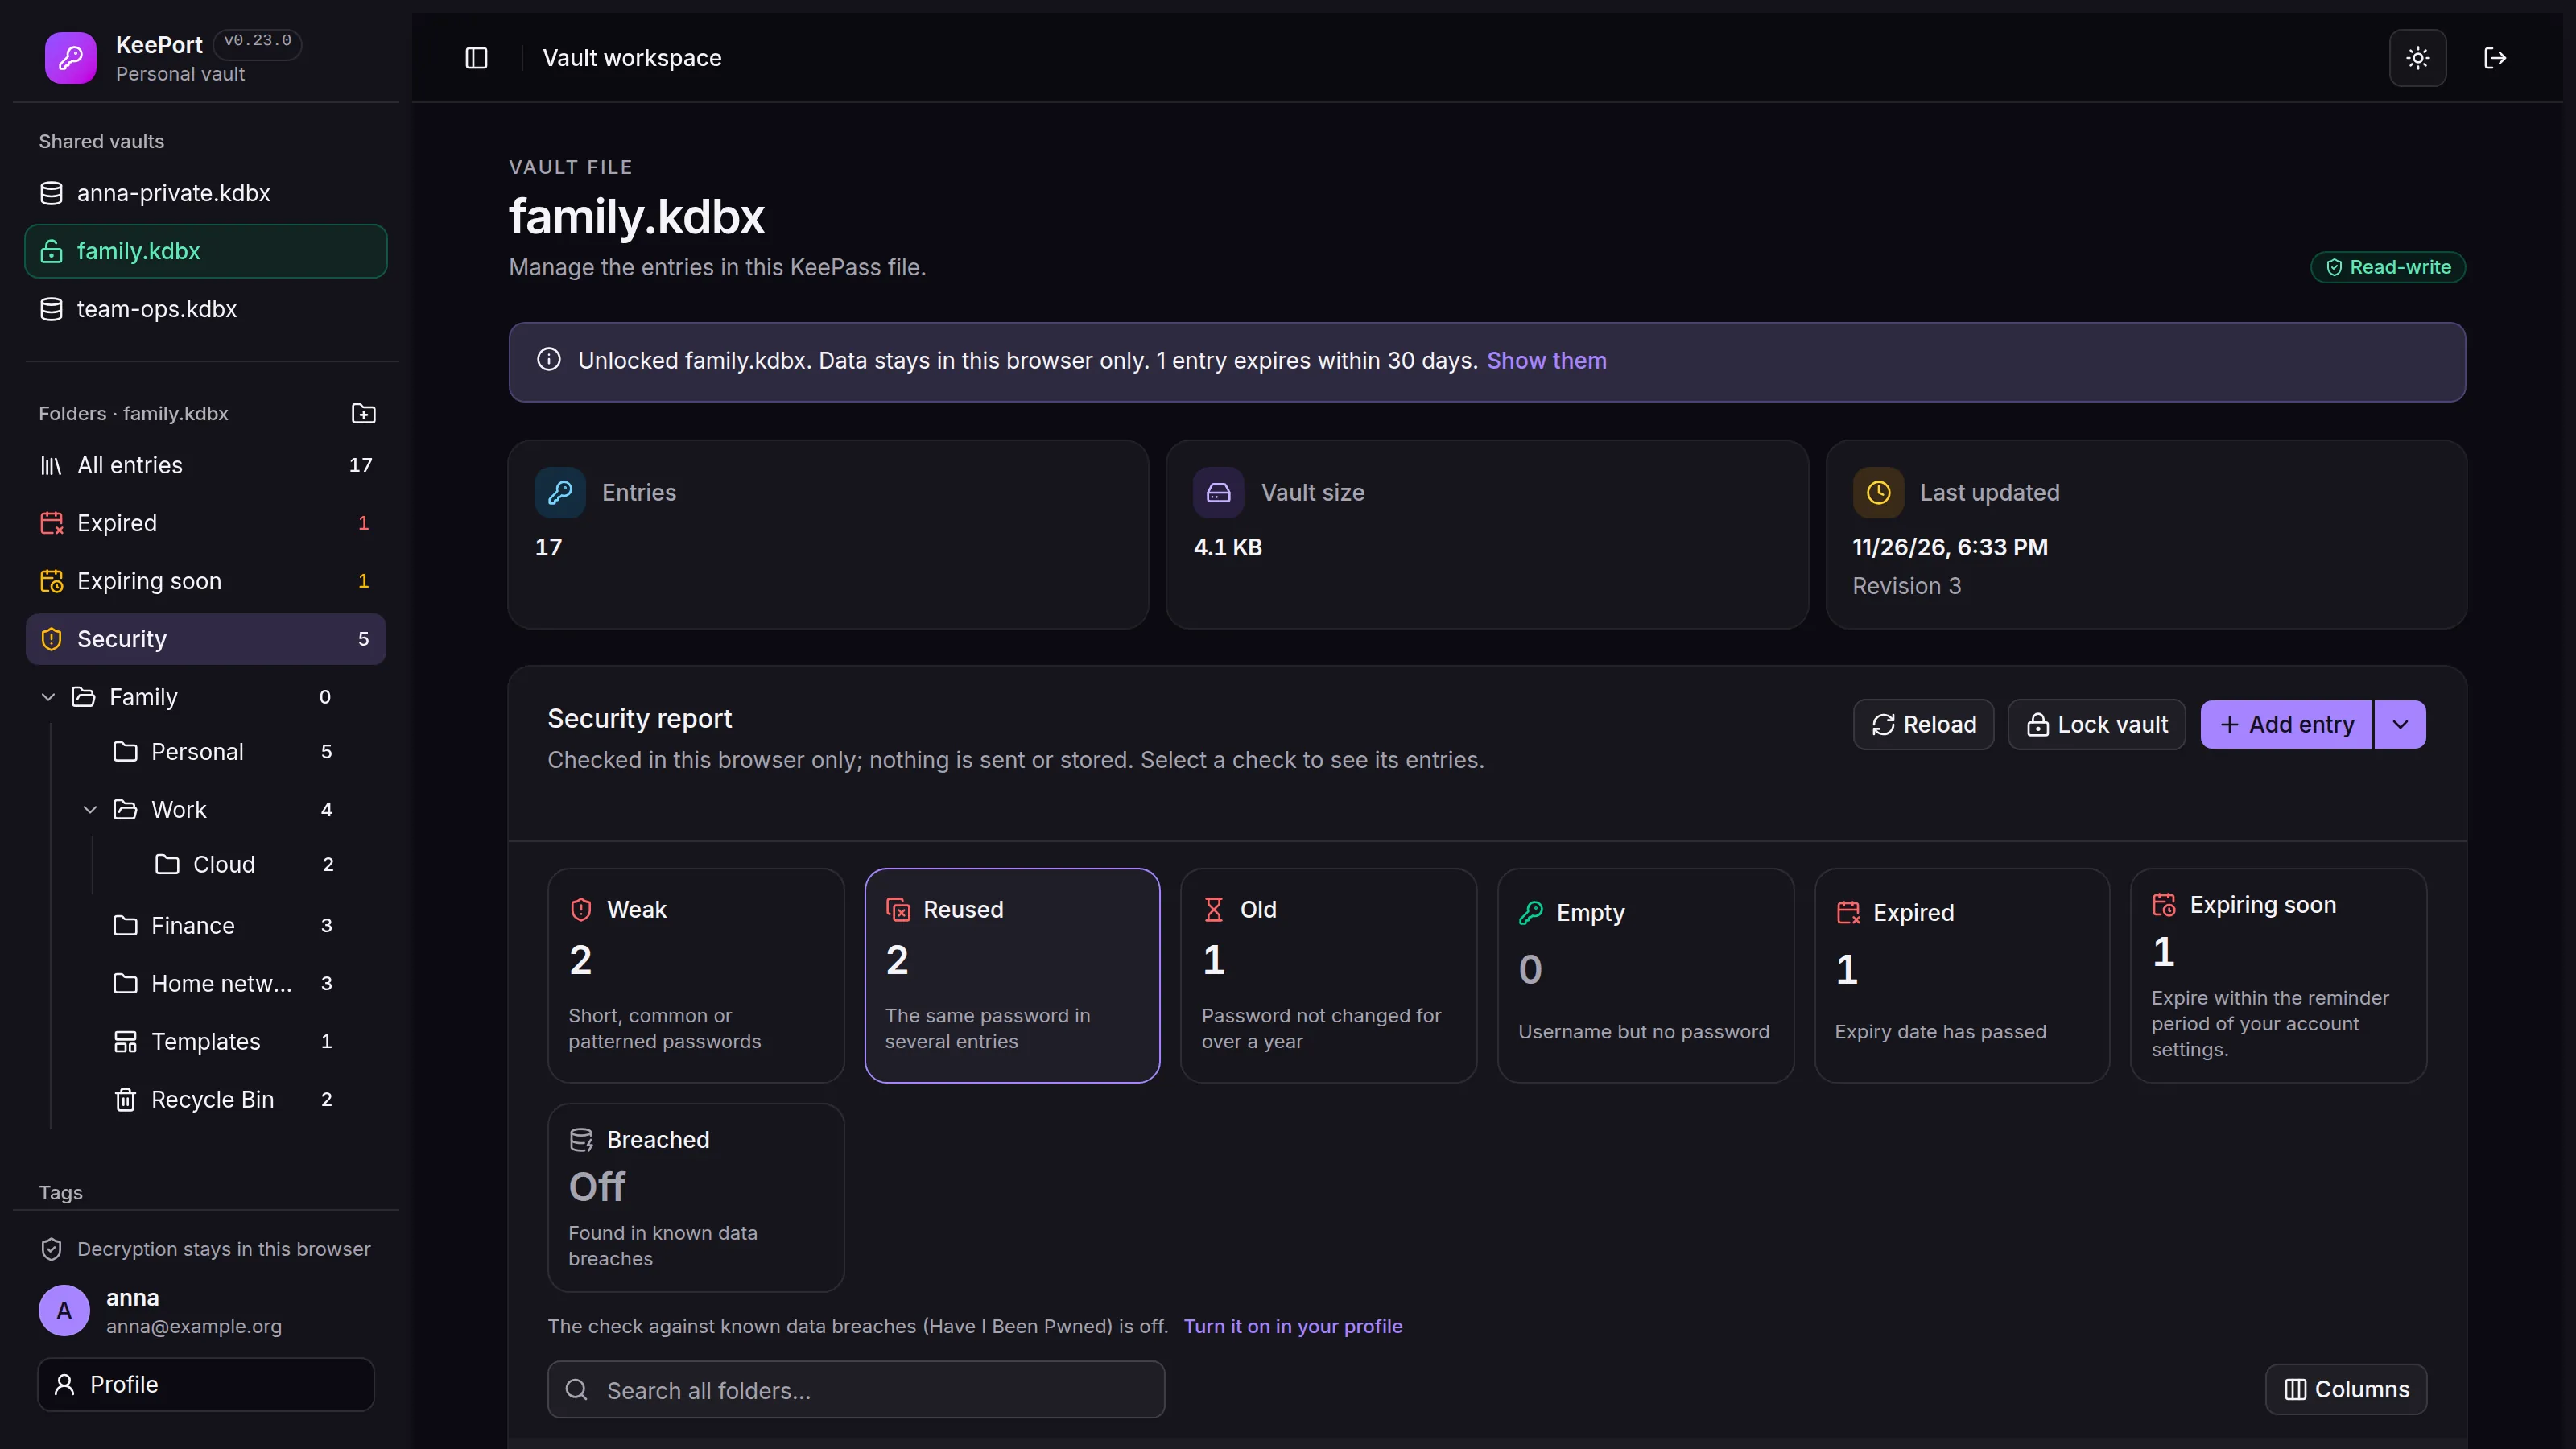 KeePort v0.23.0
Personal vault
Shared vaults
anna-private.kdbx
family.kdbx
team-ops.kdbx
Folders · family.kdbx
All entries 17
Expired 1
Expiring soon 1
Security 5
Family 0
Personal 5
Work 4
Cloud 2
Finance 3
Home netw... 3
Templates 1
Recycle Bin 2
Tags
Decryption stays in this browser
A
anna
anna@example.org
Profile
Vault workspace
VAULT FILE
family.kdbx
Manage the entries in this KeePass file.
Read-write
Unlocked family.kdbx. Data stays in this browser only. 1 entry expires within 30 days. Show them
Entries
17
Vault size
4.1 KB
Last updated
11/26/26, 6:33 PM
Revision 3
Security report
Checked in this browser only; nothing is sent or stored. Select a check to see its entries.
Reload
Lock vault
Add entry
Weak
2
Short, common or
patterned passwords
Reused
2
The same password in
several entries
Old
1
Password not changed for
over a year
Empty
0
Username but no password
Expired
1
Expiry date has passed
Expiring soon
1
Expire within the reminder
period of your account
settings.
Breached
Off
Found in known data
breaches
The check against known data breaches (Have I Been Pwned) is off. Turn it on in your profile
Search all folders...
Columns